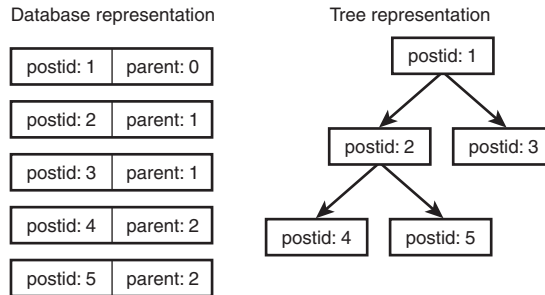 Database representation
postid: 1 parent: 0
postid: 2 parent: 1
postid: 3 parent: 1
postid: 4 parent: 2
postid: 5 parent: 2
Tree representation
postid: 1
postid: 2
postid: 3
postid: 4
postid: 5